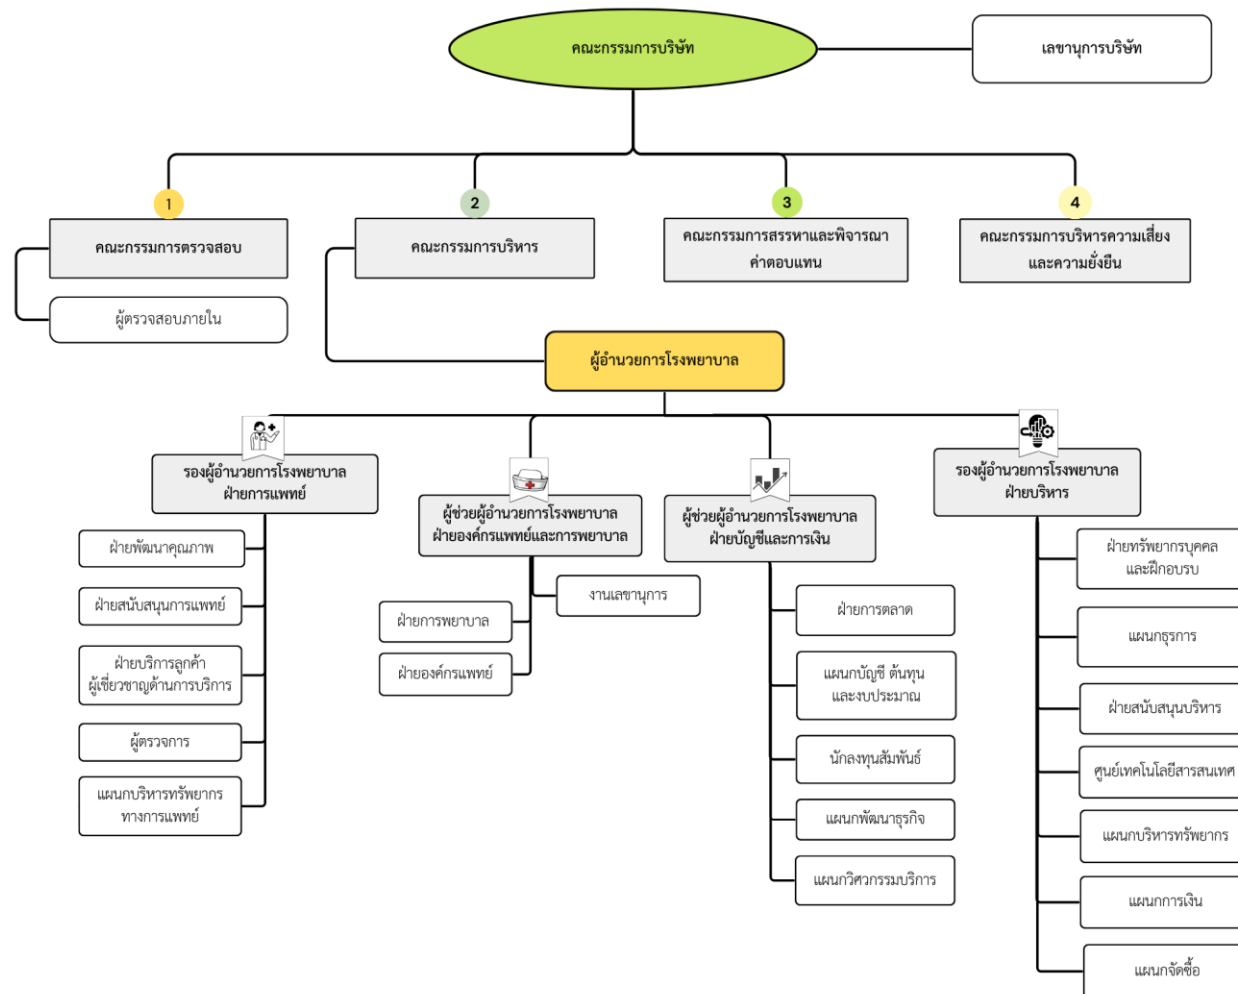 คณะกรรมการบริษัท
เลขานุการบริษัท
1
2
3
4
คณะกรรมการตรวจสอบ
คณะกรรมการบริหาร
คณะกรรมการสรรหาและพิจารณา
ค่าตอบแทน
คณะกรรมการบริหารความเสี่ยง
และความยั่งยืน
ผู้ตรวจสอบภายใน
ผู้อำนวยการโรงพยาบาล
รองผู้อำนวยการโรงพยาบาล
ฝ่ายการแพทย์
ฝ่ายพัฒนาคุณภาพ
ฝ่ายสนับสนุนการแพทย์
ฝ่ายบริการลูกค้า
ผู้เชี่ยวชาญด้านการบริการ
ผู้ตรวจการ
แผนกบริหารทรัพยากร
ทางการแพทย์
ผู้ช่วยผู้อำนวยการโรงพยาบาล
ฝ่ายองค์กรแพทย์และการพยาบาล
งานเลขานุการ
ฝ่ายการพยาบาล
ฝ่ายองค์กรแพทย์
ผู้ช่วยผู้อำนวยการโรงพยาบาล
ฝ่ายบัญชีและการเงิน
ฝ่ายการตลาด
แผนกบัญชี ต้นทุน
และงบประมาณ
นักลงทุนสัมพันธ์
แผนกพัฒนาธุรกิจ
แผนกวิศวกรรมบริการ
รองผู้อำนวยการโรงพยาบาล
ฝ่ายบริหาร
ฝ่ายทรัพยากรบุคคล
และฝึกอบรบ
แผนกธุรการ
ฝ่ายสนับสนุนบริหาร
ศูนย์เทคโนโลยีสารสนเทศ
แผนกบริหารทรัพยากร
แผนกการเงิน
แผนกจัดซื้อ